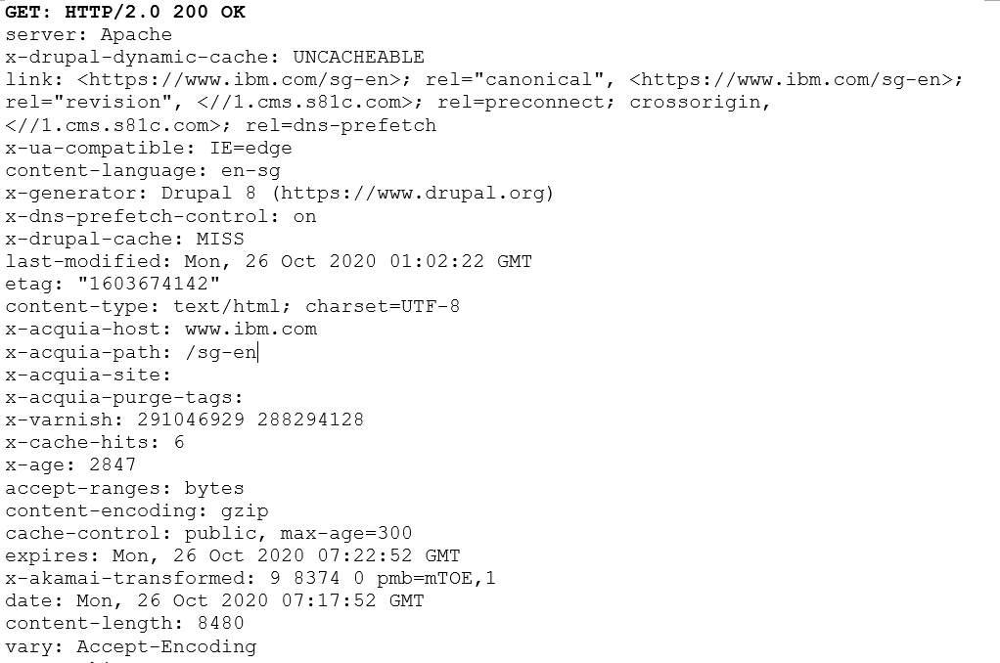 GET: HTTP/2.0 200 OK
server: Apache
x-drupal-dynamic-cache: UNCACHEABLE
link: <https://www.ibm.com/sg-en>; rel="canonical", <https://www.ibm.com/sg-en>;
rel="revision", <//1.cms.s81c.com>; rel=preconnect; crossorigin,
<//1.cms.s81c.com>; rel=dns-prefetch
x-ua-compatible: IE=edge
content-language: en-sg
x-generator: Drupal 8 (https://www.drupal.org)
x-dns-prefetch-control: on
x-drupal-cache: MISS
last-modified: Mon, 26 Oct 2020 01:02:22 GMT
etag: "1603674142"
content-type: text/html; charset=UTF-8
x-acquia-host: www.ibm.com
x-acquia-path: /sg-en
x-acquia-site:
x-acquia-purge-tags:
x-varnish: 291046929 288294128
x-cache-hits: 6
x-age: 2847
accept-ranges: bytes
content-encoding: gzip
cache-control: public, max-age=300
expires: Mon, 26 Oct 2020 07:22:52 GMT
x-akamai-transformed: 9 8374 0 pmb=mTOE,1
date: Mon, 26 Oct 2020 07:17:52 GMT
content-length: 8480
vary: Accept-Encoding